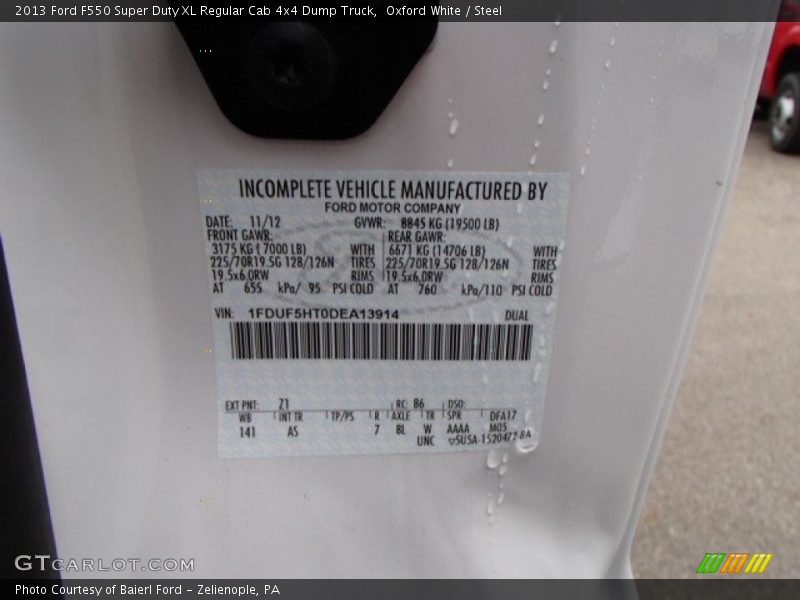 2013 Ford F550 Super Duty XL Regular Cab 4x4 Dump Truck, Oxford White / Steel
INCOMPLETE VEHICLE MANUFACTURED BY
FORD MOTOR COMPANY
DATE: 11/12 GVWR: 8845 KG (19500 LB)
FRONT GAWR: REAR GAWR:
3175 KG ( 7000 LB) WITH 6671 KG (14706 LB) WITH
225/70R19.5G 128/126N TIRES 225/70R19.5G 128/126N TIRES
19.5x6.0RW RIMS 19.5x6.0RW RIMS
AT 655 kPa/ 95 PSI COLD AT 760 kPa/110 PSI COLD
VIN: 1FDUF5HT0DEA13914 DUAL
EXT PNT: Z1 RC: 86 DSO:
WB INT TR TP/PS R AXLE TR SPR DFA17
141 AS 7 8L W AAAA M05
UNC
GTCARLOT.COM
Photo Courtesy of Baierl Ford - Zelienople, PA